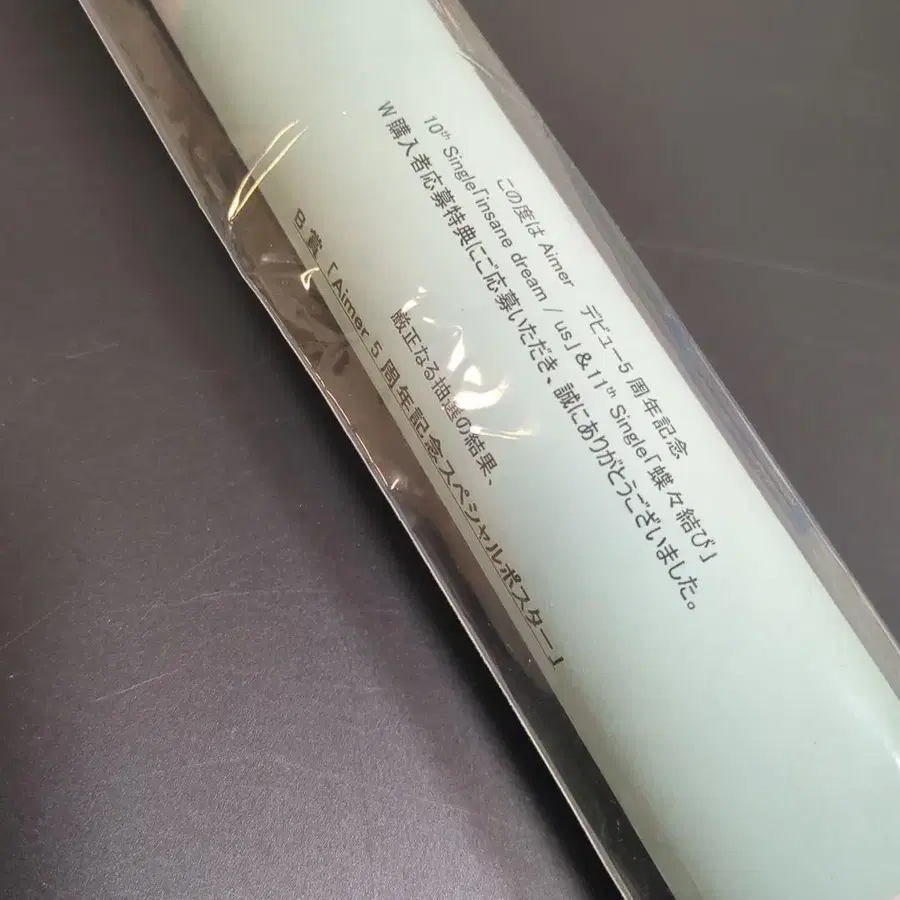 この度は Aimer デビュー5周年記念
10th Single「insane dream / us」&11th Single「蝶々結び」
W購入者応募特典にご応募いただき、誠にありがとうございました。
厳正なる抽選の結果、
B賞「Aimer 5周年記念スペシャルポスター」